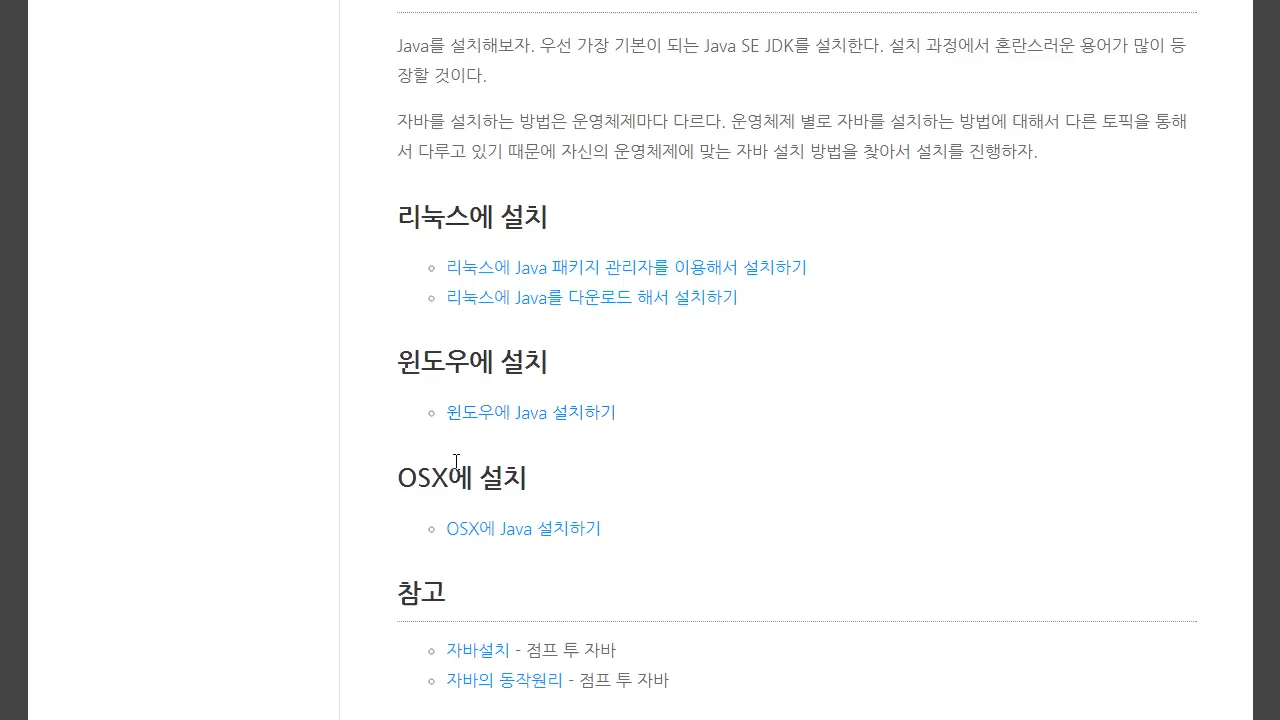 Java를 설치해보자. 우선 가장 기본이 되는 Java SE JDK를 설치한다. 설치 과정에서 혼란스러운 용어가 많이 등
장할 것이다.
자바를 설치하는 방법은 운영체제마다 다르다. 운영체제 별로 자바를 설치하는 방법에 대해서 다른 토픽을 통해
서 다루고 있기 때문에 자신의 운영체제에 맞는 자바 설치 방법을 찾아서 설치를 진행하자.
리눅스에 설치
리눅스에 Java 패키지 관리자를 이용해서 설치하기
리눅스에 Java를 다운로드 해서 설치하기
윈도우에 설치
윈도우에 Java 설치하기
OSX에 설치
OSX에 Java 설치하기
참고
자바설치 - 점프 투 자바
자바의 동작원리 - 점프 투 자바